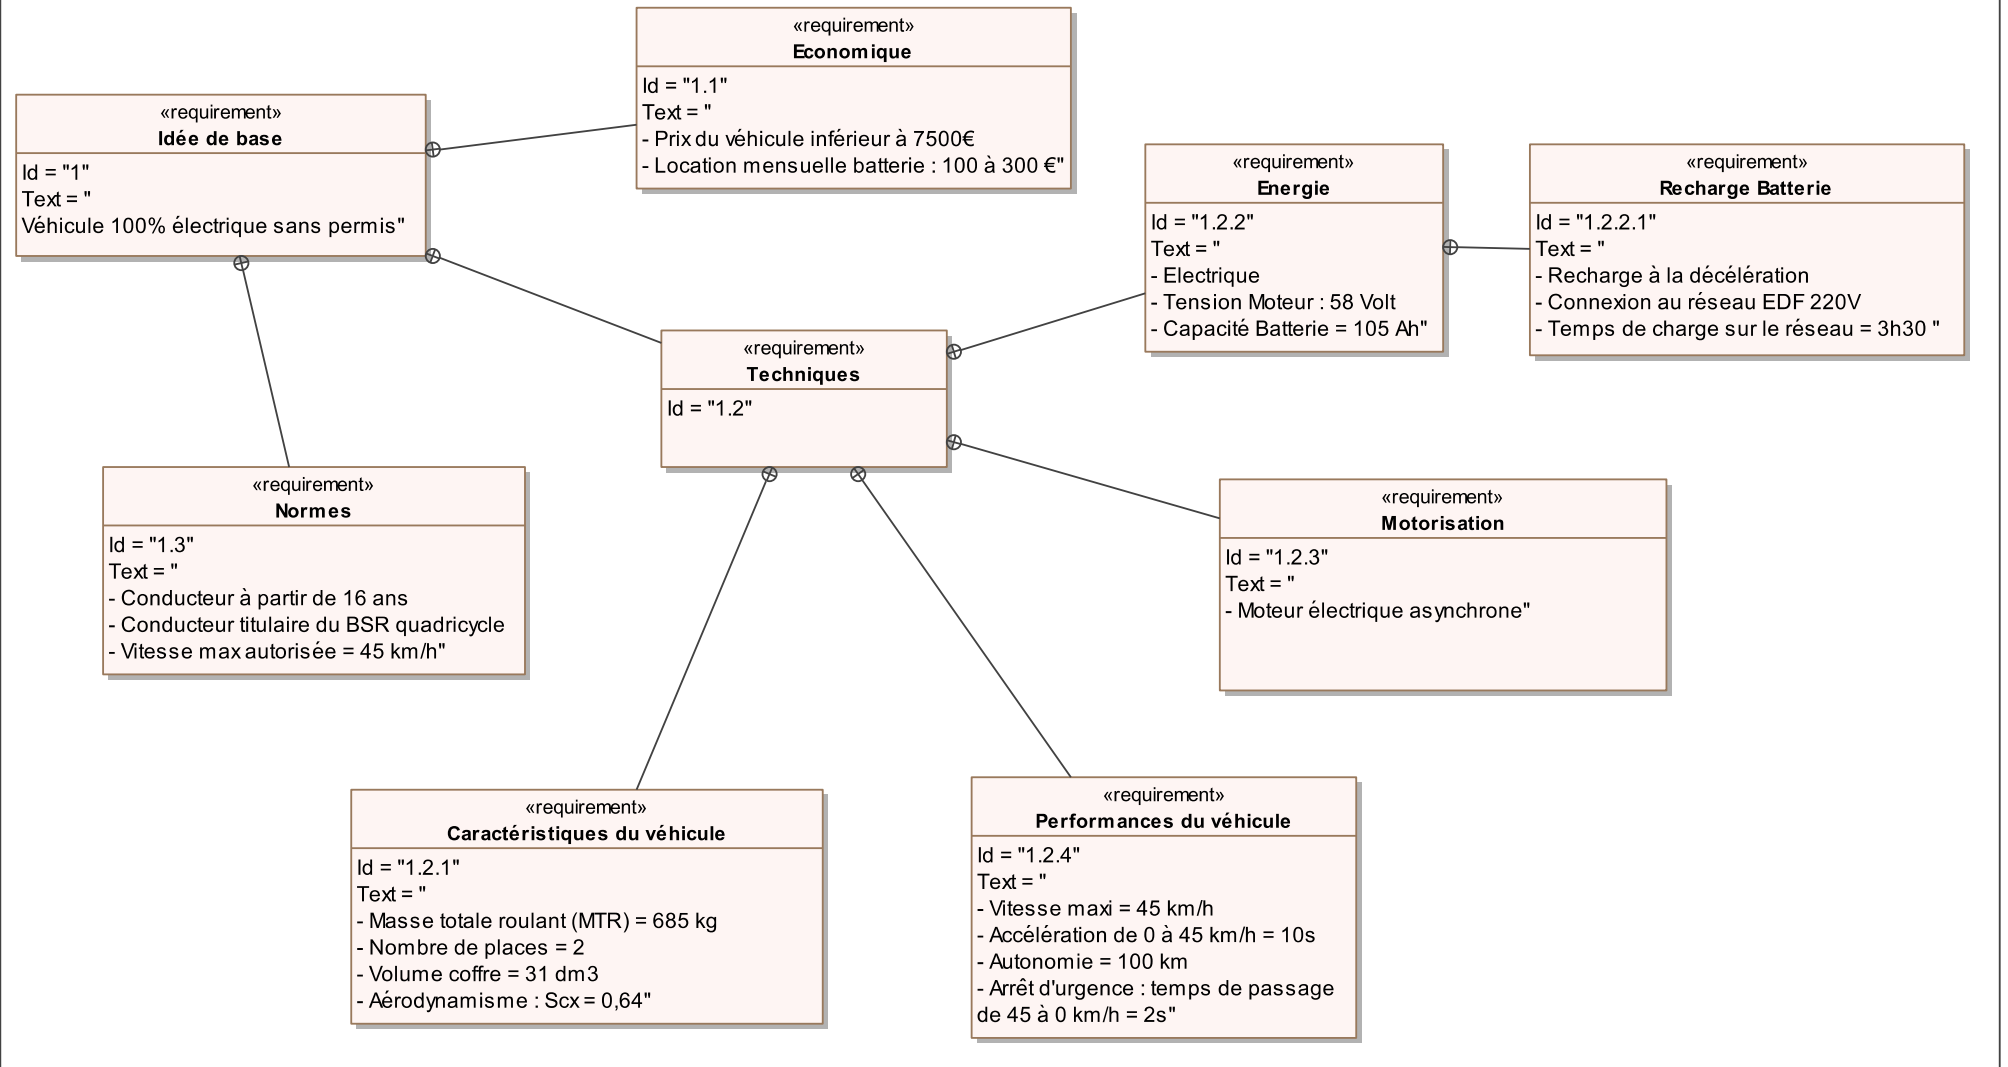 «requirement»
Economique
Id = "1.1"
Text = "
- Prix du véhicule inférieur à 7500€
- Location mensuelle batterie : 100 à 300 €"
«requirement»
Idée de base
Id = "1"
Text = "
Véhicule 100% électrique sans permis"
«requirement»
Energie
Id = "1.2.2"
Text = "
- Electrique
- Tension Moteur : 58 Volt
- Capacité Batterie = 105 Ah"
«requirement»
Recharge Batterie
Id = "1.2.2.1"
Text = "
- Recharge à la décélération
- Connexion au réseau EDF 220V
- Temps de charge sur le réseau = 3h30 "
«requirement»
Techniques
Id = "1.2"
«requirement»
Normes
Id = "1.3"
Text = "
- Conducteur à partir de 16 ans
- Conducteur titulaire du BSR quadricycle
- Vitesse max autorisée = 45 km/h"
«requirement»
Motorisation
Id = "1.2.3"
Text = "
- Moteur électrique asynchrone"
«requirement»
Caractéristiques du véhicule
Id = "1.2.1"
Text = "
- Masse totale roulant (MTR) = 685 kg
- Nombre de places = 2
- Volume coffre = 31 dm3
- Aérodynamisme : Scx = 0,64"
«requirement»
Performances du véhicule
Id = "1.2.4"
Text = "
- Vitesse maxi = 45 km/h
- Accélération de 0 à 45 km/h = 10s
- Autonomie = 100 km
- Arrêt d'urgence : temps de passage
de 45 à 0 km/h = 2s"